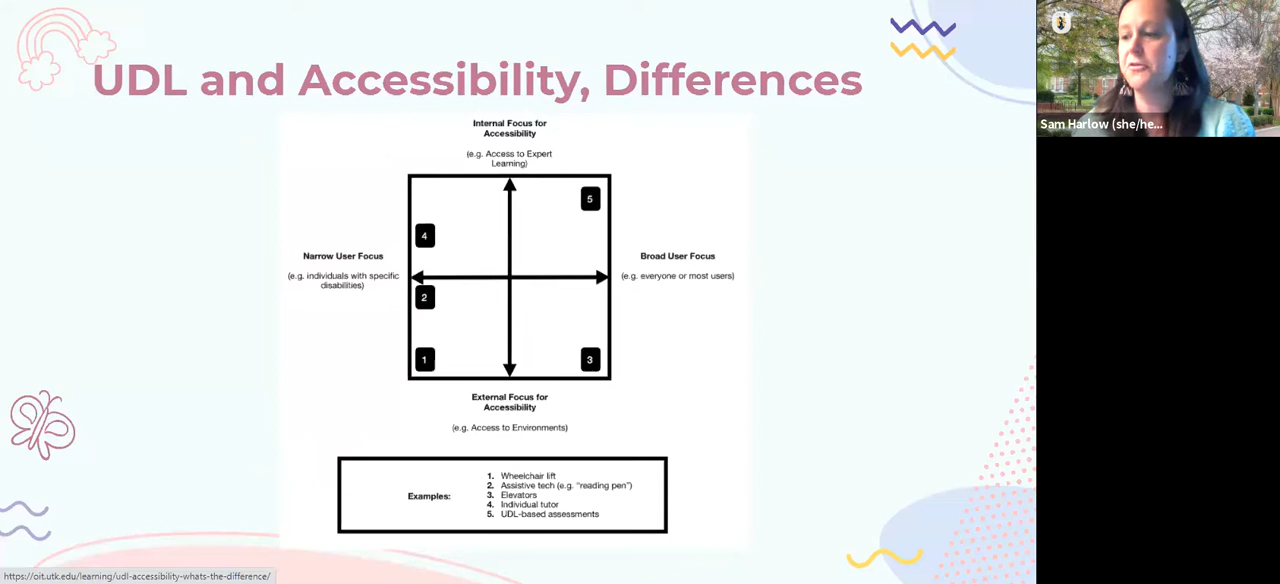 UDL and Accessibility, Differences
Sam Harlow (she/he...
Internal Focus for
Accessibility
(e.g. Access to Expert
Learning)
5
4
Narrow User Focus
(e.g. individuals with specific
disabilities)
Broad User Focus
(e.g. everyone or most users)
2
1
3
External Focus for
Accessibility
(e.g. Access to Environments)
Examples:
1. Wheelchair lift
2. Assistive tech (e.g. “reading pen”)
3. Elevators
4. Individual tutor
5. UDL-based assessments
https://oit.utk.edu/learning/udl-accessibility-whats-the-difference/